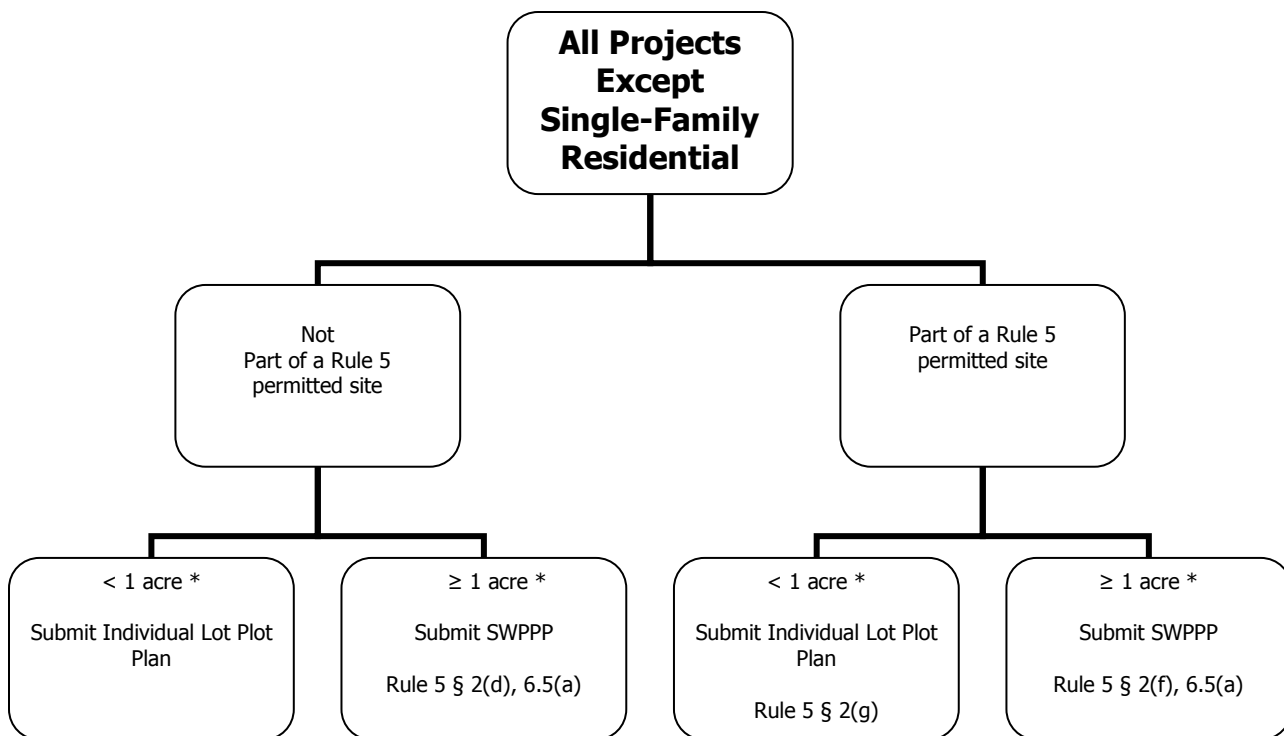 All Projects
Except
Single-Family
Residential
Not
Part of a Rule 5
permitted site
Part of a Rule 5
permitted site
< 1 acre *
Submit Individual Lot Plot
Plan
≥ 1 acre *
Submit SWPPP
Rule 5 § 2(d), 6.5(a)
< 1 acre *
Submit Individual Lot Plot
Plan
Rule 5 § 2(g)
≥ 1 acre *
Submit SWPPP
Rule 5 § 2(f), 6.5(a)